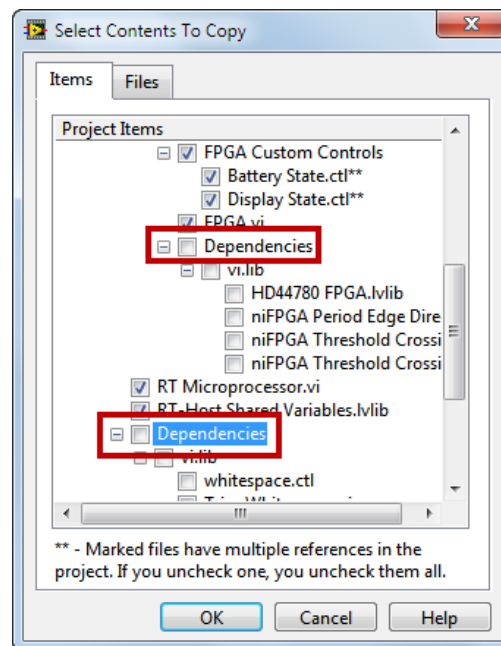 Select Contents To Copy
Items
Files
Project Items
FPGA Custom Controls
Battery State.ctl**
Display State.ctl**
FPGA.vi
Dependencies
vi.lib
HD44780 FPGA.lvlib
niFPGA Period Edge Dire
niFPGA Threshold Crossi
niFPGA Threshold Crossi
RT Microprocessor.vi
RT-Host Shared Variables.lvlib
Dependencies
vi.lib
whitespace.ctl
** - Marked files have multiple references in the
project. If you uncheck one, you uncheck them all.
OK
Cancel
Help